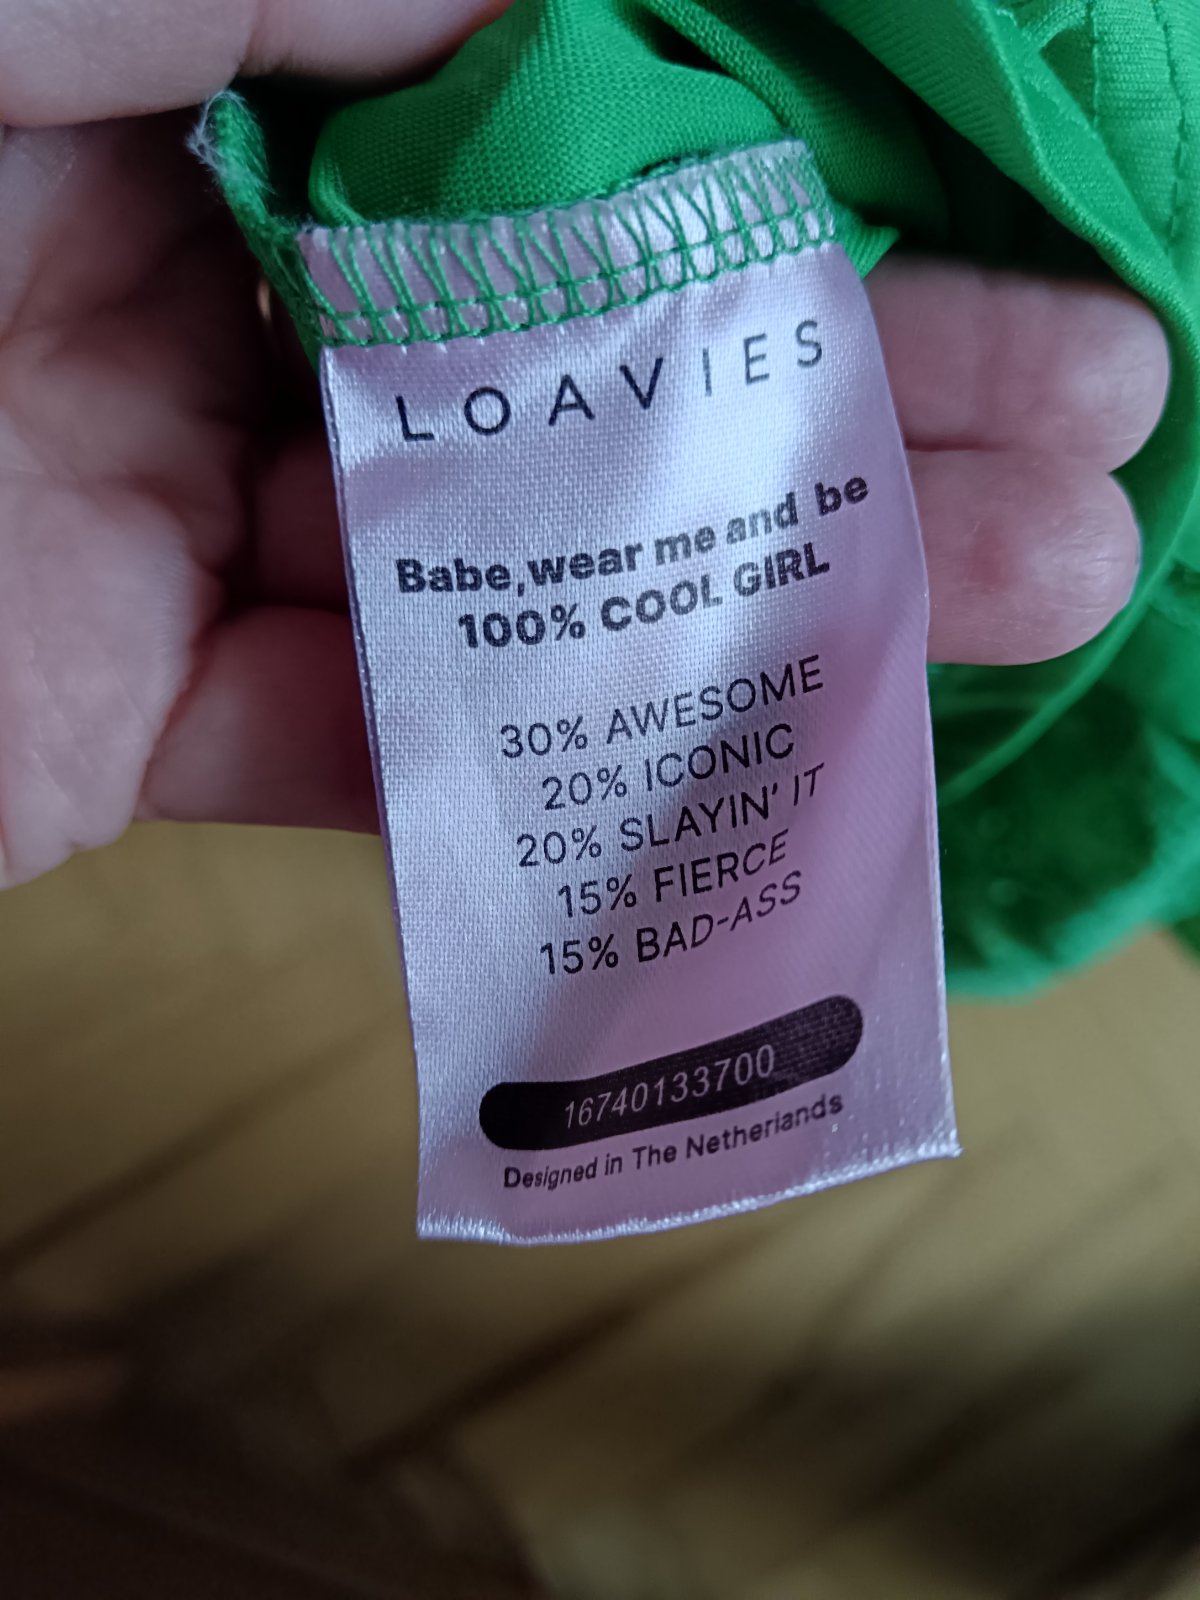 LOAVIES
Babe, wear me and be
100% COOL GIRL
30% AWESOME
20% ICONIC
20% SLAYIN' IT
15% FIERCE
15% BAD-ASS
16740133700
Designed in The Netherlands